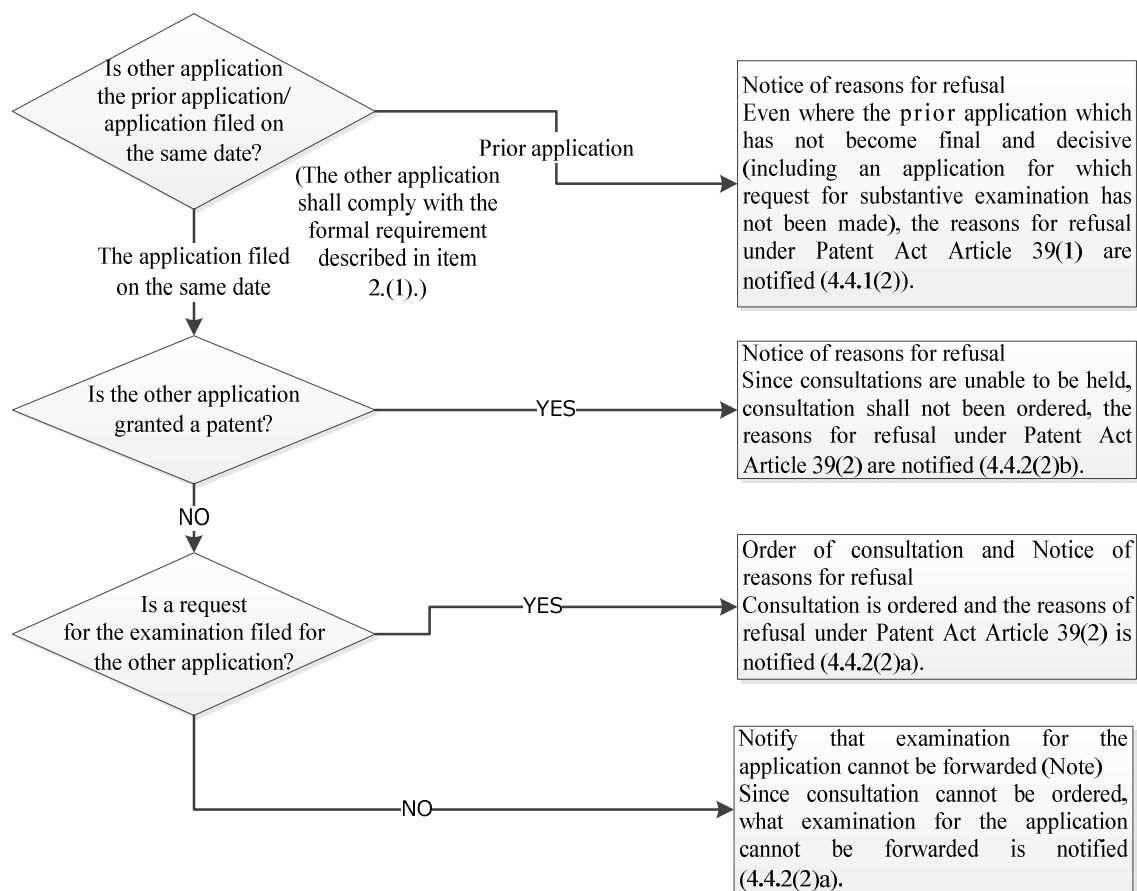 Is other application
the prior application/
application filed on
the same date?
Prior application
(The other application
shall comply with the
formal requirement
described in item
2.(1).)
Notice of reasons for refusal
Even where the prior application which
has not become final and decisive
(including an application for which
request for substantive examination has
not been made), the reasons for refusal
under Patent Act Article 39(1) are
notified (4.4.1(2)).
The application filed
on the same date
Is the other application
granted a patent?
YES
Notice of reasons for refusal
Since consultations are unable to be held,
consultation shall not been ordered, the
reasons for refusal under Patent Act
Article 39(2) are notified (4.4.2(2)b).
NO
Is a request
for the examination filed for
the other application?
YES
Order of consultation and Notice of
reasons for refusal
Consultation is ordered and the reasons of
refusal under Patent Act Article 39(2) is
notified (4.4.2(2)a).
NO
Notify that examination for the
application cannot be forwarded (Note)
Since consultation cannot be ordered,
what examination for the application
cannot be forwarded is notified
(4.4.2(2)a).